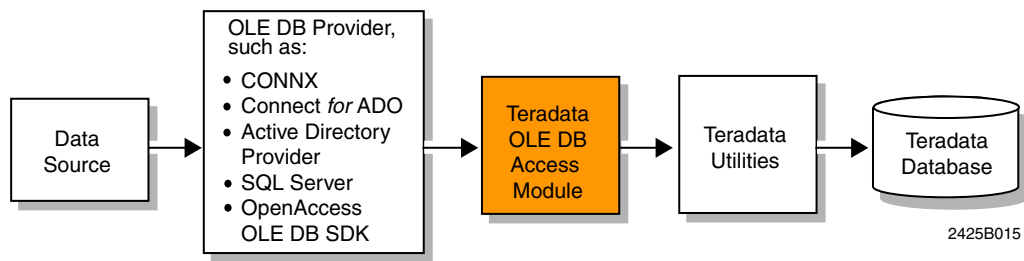 Data
Source
OLE DB Provider,
such as:
• CONNX
• Connect for ADO
• Active Directory
Provider
• SQL Server
• OpenAccess
OLE DB SDK
Teradata
OLE DB
Access
Module
Teradata
Utilities
Teradata
Database
2425B015